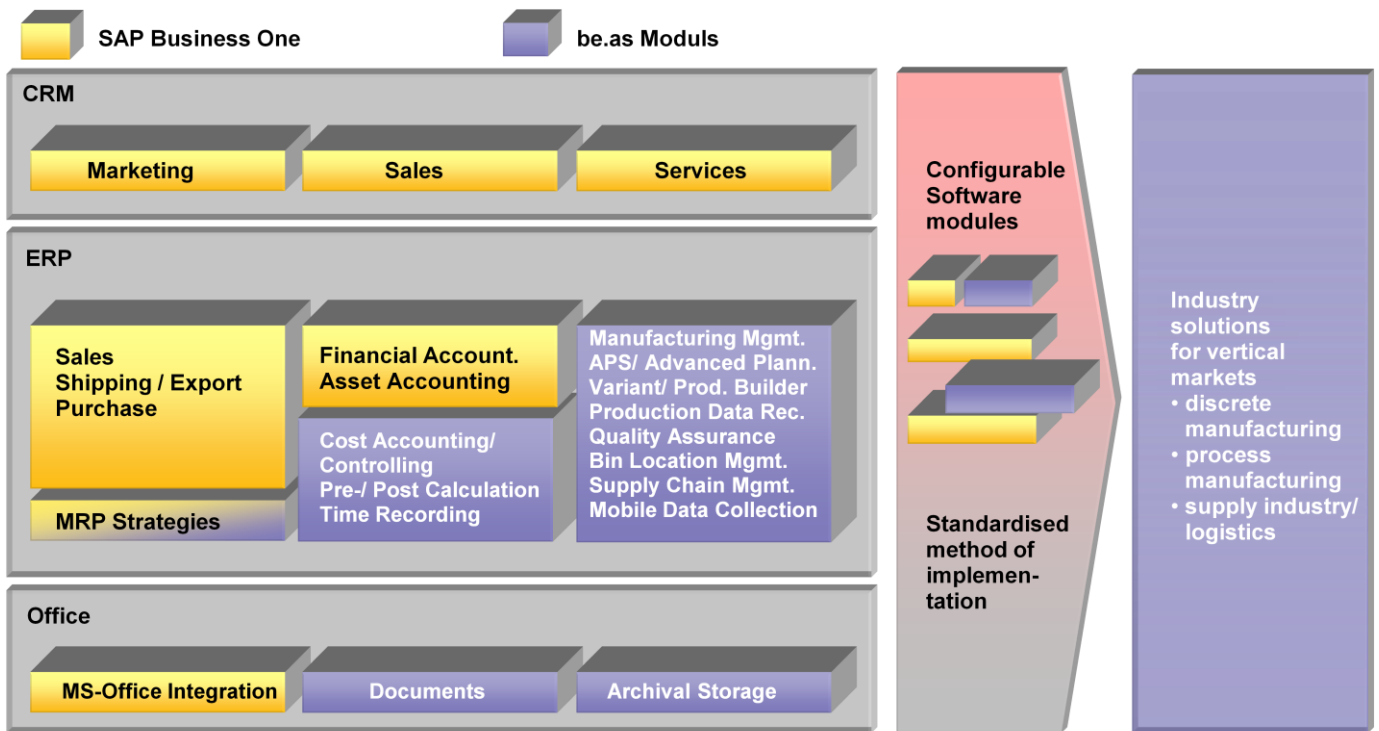 SAP Business One
be.as Moduls
CRM
Marketing
Sales
Services
ERP
Sales
Shipping / Export
Purchase
MRP Strategies
Financial Account.
Asset Accounting
Cost Accounting/
Controlling
Pre-/ Post Calculation
Time Recording
Manufacturing Mgmt.
APS/ Advanced Plann.
Variant/ Prod. Builder
Production Data Rec.
Quality Assurance
Bin Location Mgmt.
Supply Chain Mgmt.
Mobile Data Collection
Office
MS-Office Integration
Documents
Archival Storage
Configurable
Software
modules
Standardised
method of
implemen-
tation
Industry
solutions
for vertical
markets
• discrete
manufacturing
• process
manufacturing
• supply industry/
logistics